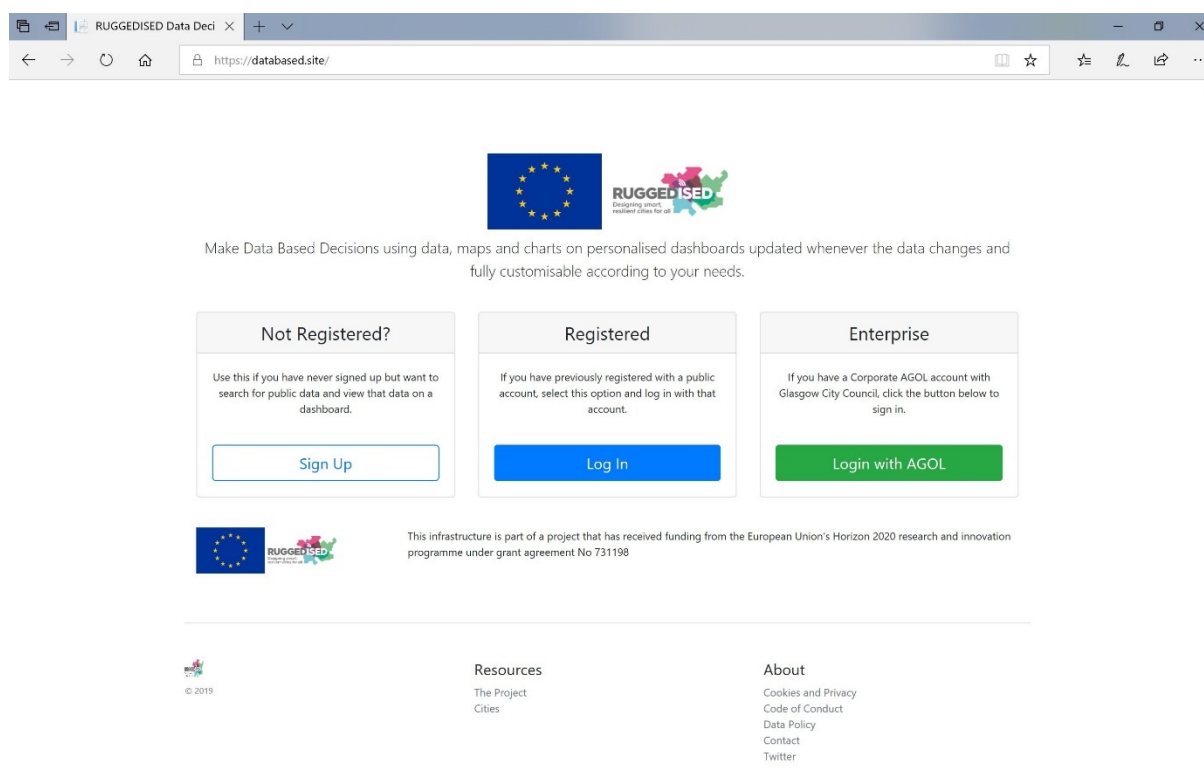 RUGGEDISED Data Deci
https://databased.site/
RUGGEDISED
Designing smart,
resilient cities for all
Make Data Based Decisions using data, maps and charts on personalised dashboards updated whenever the data changes and
fully customisable according to your needs.
Not Registered?
Use this if you have never signed up but want to
search for public data and view that data on a
dashboard.
Sign Up
Registered
If you have previously registered with a public
account, select this option and log in with that
account.
Log In
Enterprise
If you have a Corporate AGOL account with
Glasgow City Council, click the button below to
sign in.
Login with AGOL
RUGGEDISED
Designing smart,
resilient cities for all
This infrastructure is part of a project that has received funding from the European Union's Horizon 2020 research and innovation
programme under grant agreement No 731198
© 2019
Resources
The Project
Cities
About
Cookies and Privacy
Code of Conduct
Data Policy
Contact
Twitter